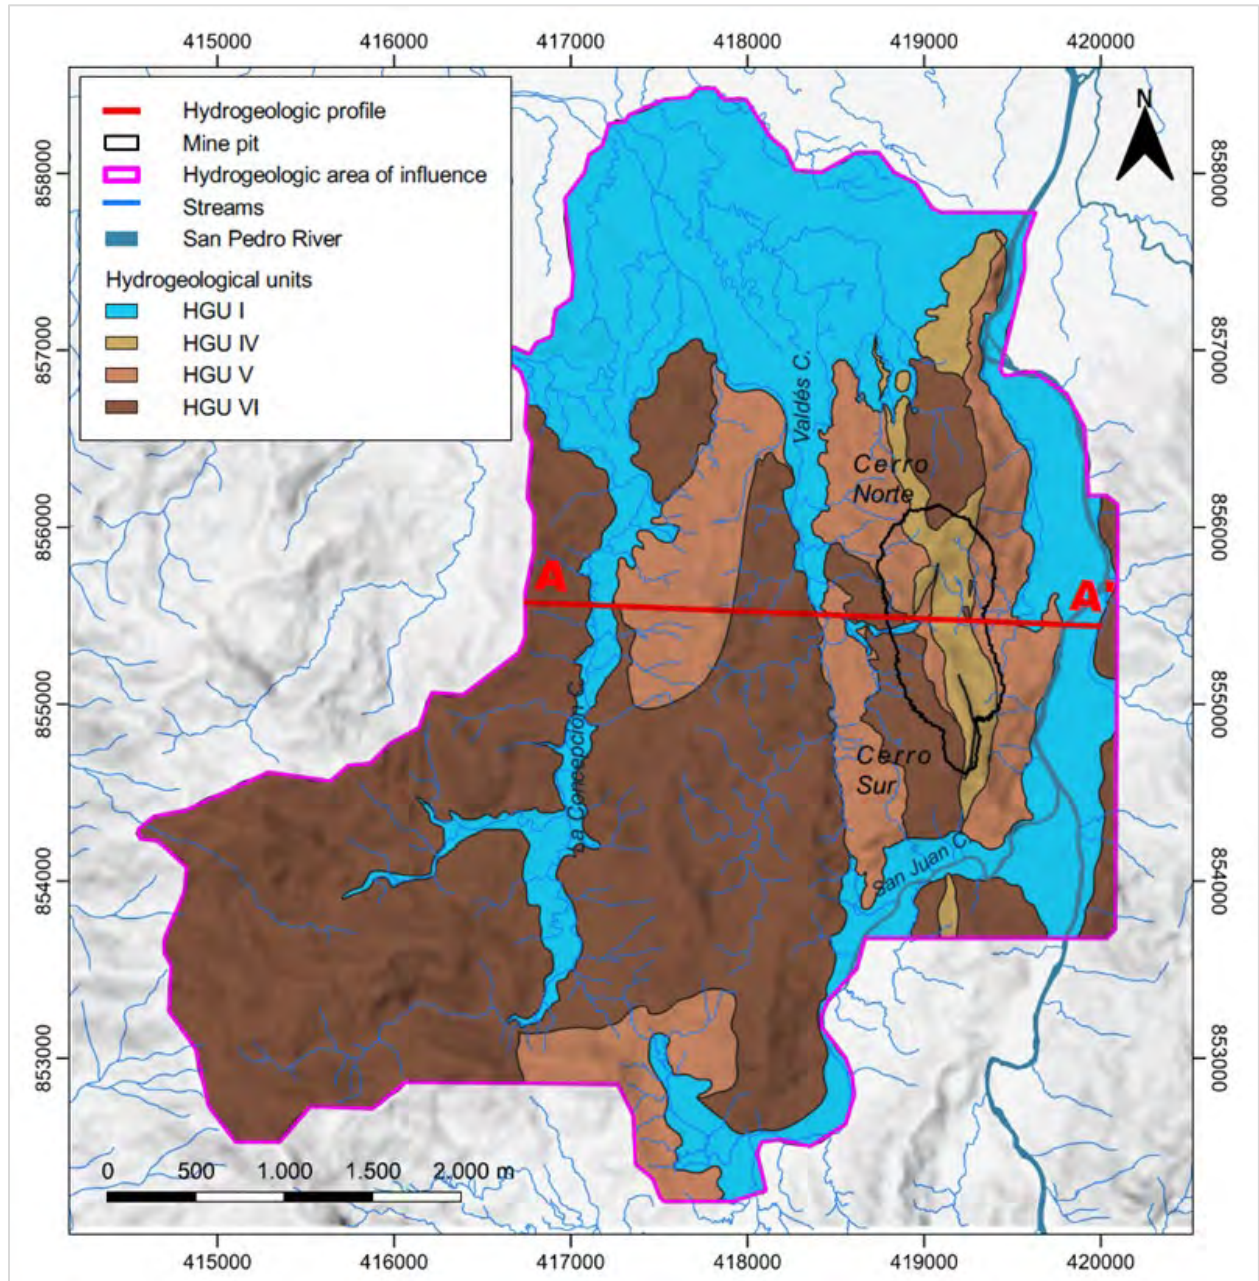 415000 416000 417000 418000 419000 420000
Hydrogeologic profile
Mine pit
Hydrogeologic area of influence
Streams
San Pedro River
Hydrogeological units
HGU I
HGU IV
HGU V
HGU VI
N
858000 858000
857000 857000
Valdés C.
Cerro
Norte
856000 856000
A A'
855000 855000
La Concepción C.
Cerro
Sur
San Juan C.
854000 854000
853000 853000
0 500 1.000 1.500 2.000 m
415000 416000 417000 418000 419000 420000